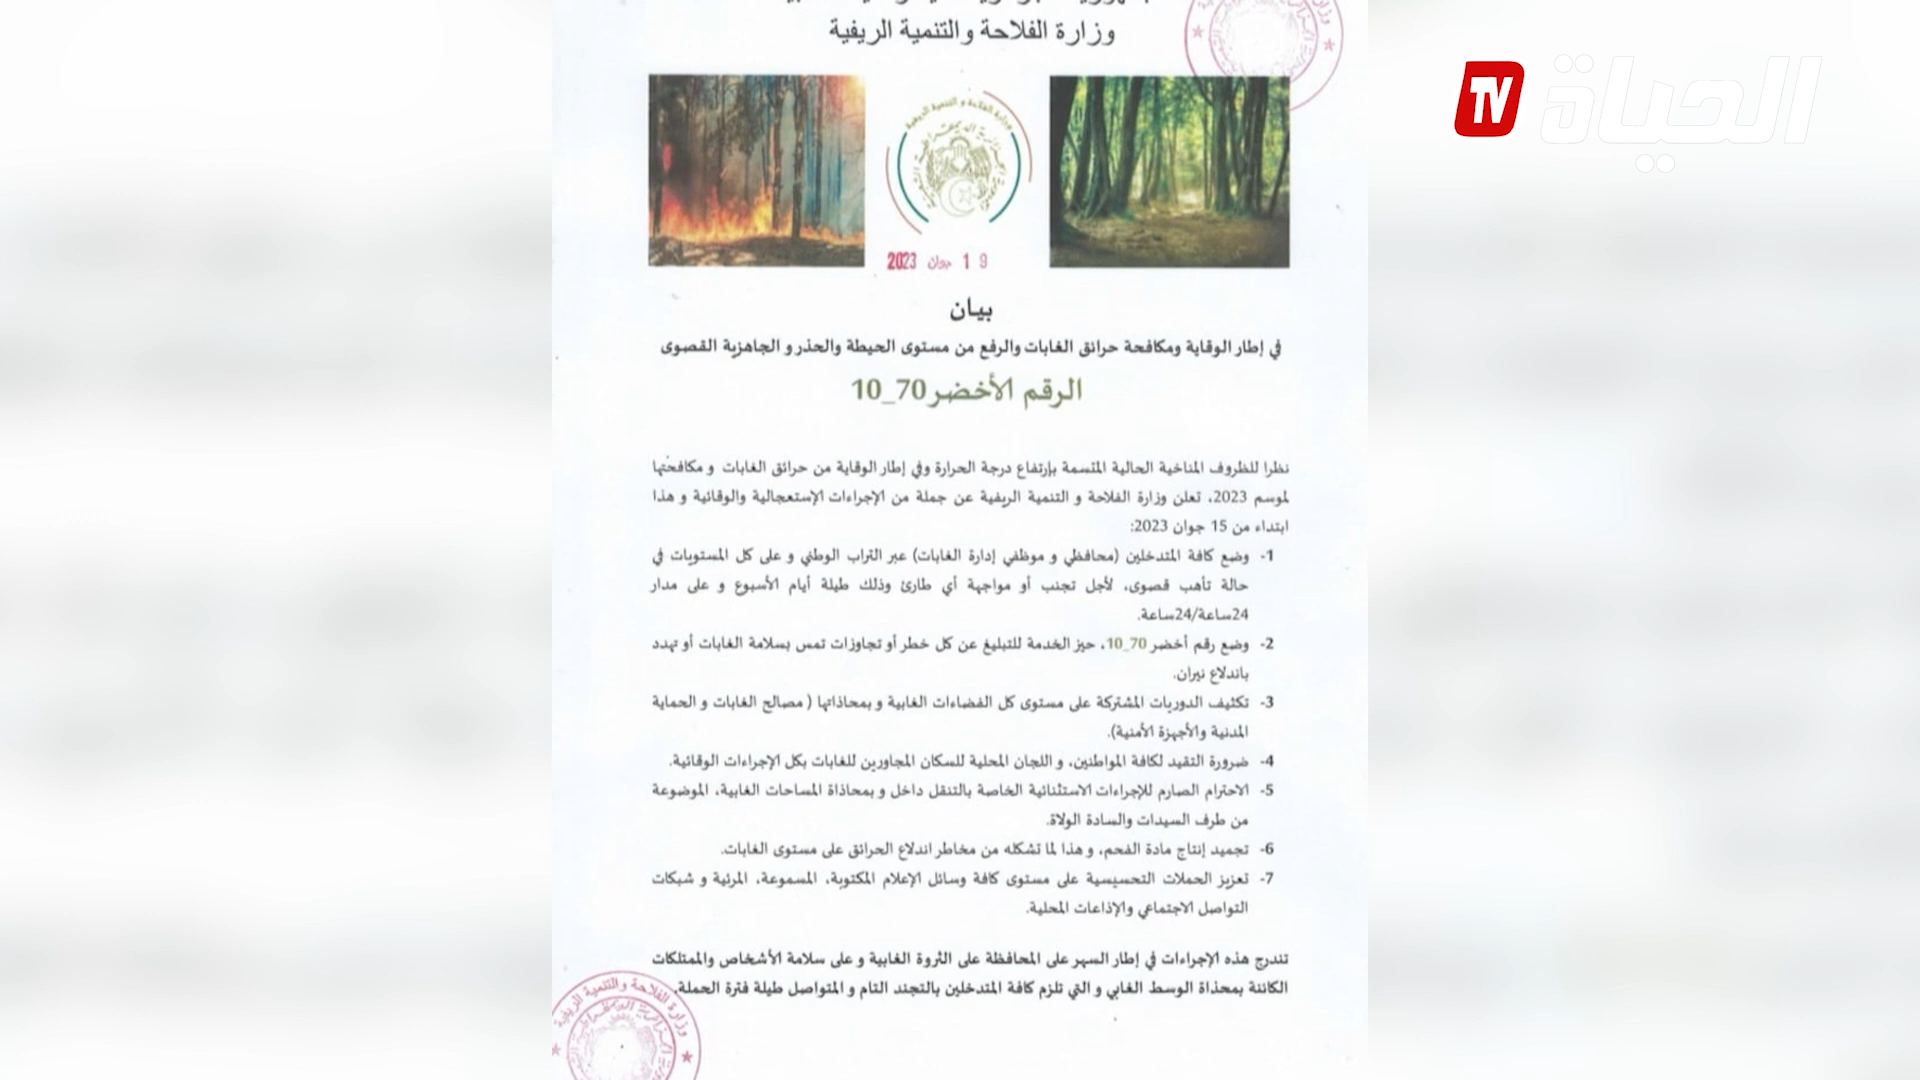 وزارة الفلاحة والتنمية الريفية
TV الحياة
وزارة الفلاحة و التنمية الريفية
19 جوان 2023
بيـان
في إطار الوقاية ومكافحة حرائق الغابات والرفع من مستوى الحيطة والحذر و الجاهزية القصوى
الرقم الأخضر 70_10
نظرا للظروف المناخية الحالية المتسمة بإرتفاع درجة الحرارة وفي إطار الوقاية من حرائق الغابات و مكافحتها
لموسم 2023، تعلن وزارة الفلاحة و التنمية الريفية عن جملة من الإجراءات الإستعجالية والوقائية و هذا
ابتداء من 15 جوان 2023:
1- وضع كافة المتدخلين (محافظي و موظفي إدارة الغابات) عبر التراب الوطني و على كل المستويات في
حالة تأهب قصوى، لأجل تجنب أو مواجهة أي طارئ وذلك طيلة أيام الأسبوع و على مدار
24ساعة/24ساعة.
2- وضع رقم أخضر 70_10، حيز الخدمة للتبليغ عن كل خطر أو تجاوزات تمس بسلامة الغابات أو تهدد
باندلاع نيران.
3- تكثيف الدوريات المشتركة على مستوى كل الفضاءات الغابية و بمحاذاتها ( مصالح الغابات و الحماية
المدنية والأجهزة الأمنية).
4- ضرورة التقيد لكافة المواطنين، و اللجان المحلية للسكان المجاورين للغابات بكل الإجراءات الوقائية.
5- الاحترام الصارم للإجراءات الاستثنائية الخاصة بالتنقل داخل و بمحاذاة المساحات الغابية، الموضوعة
من طرف السيدات والسادة الولاة.
6- تجميد إنتاج مادة الفحم، و هذا لما تشكله من مخاطر اندلاع الحرائق على مستوى الغابات.
7- تعزيز الحملات التحسيسية على مستوى كافة وسائل الإعلام المكتوبة، المسموعة، المرئية و شبكات
التواصل الاجتماعي والإذاعات المحلية.
تندرج هذه الإجراءات في إطار السهر على المحافظة على الثروة الغابية و على سلامة الأشخاص والممتلكات
الكائنة بمحذاة الوسط الغابي و التي تلزم كافة المتدخلين بالتجند التام و المتواصل طيلة فترة الحملة.
وزارة الفلاحة والتنمية الريفية